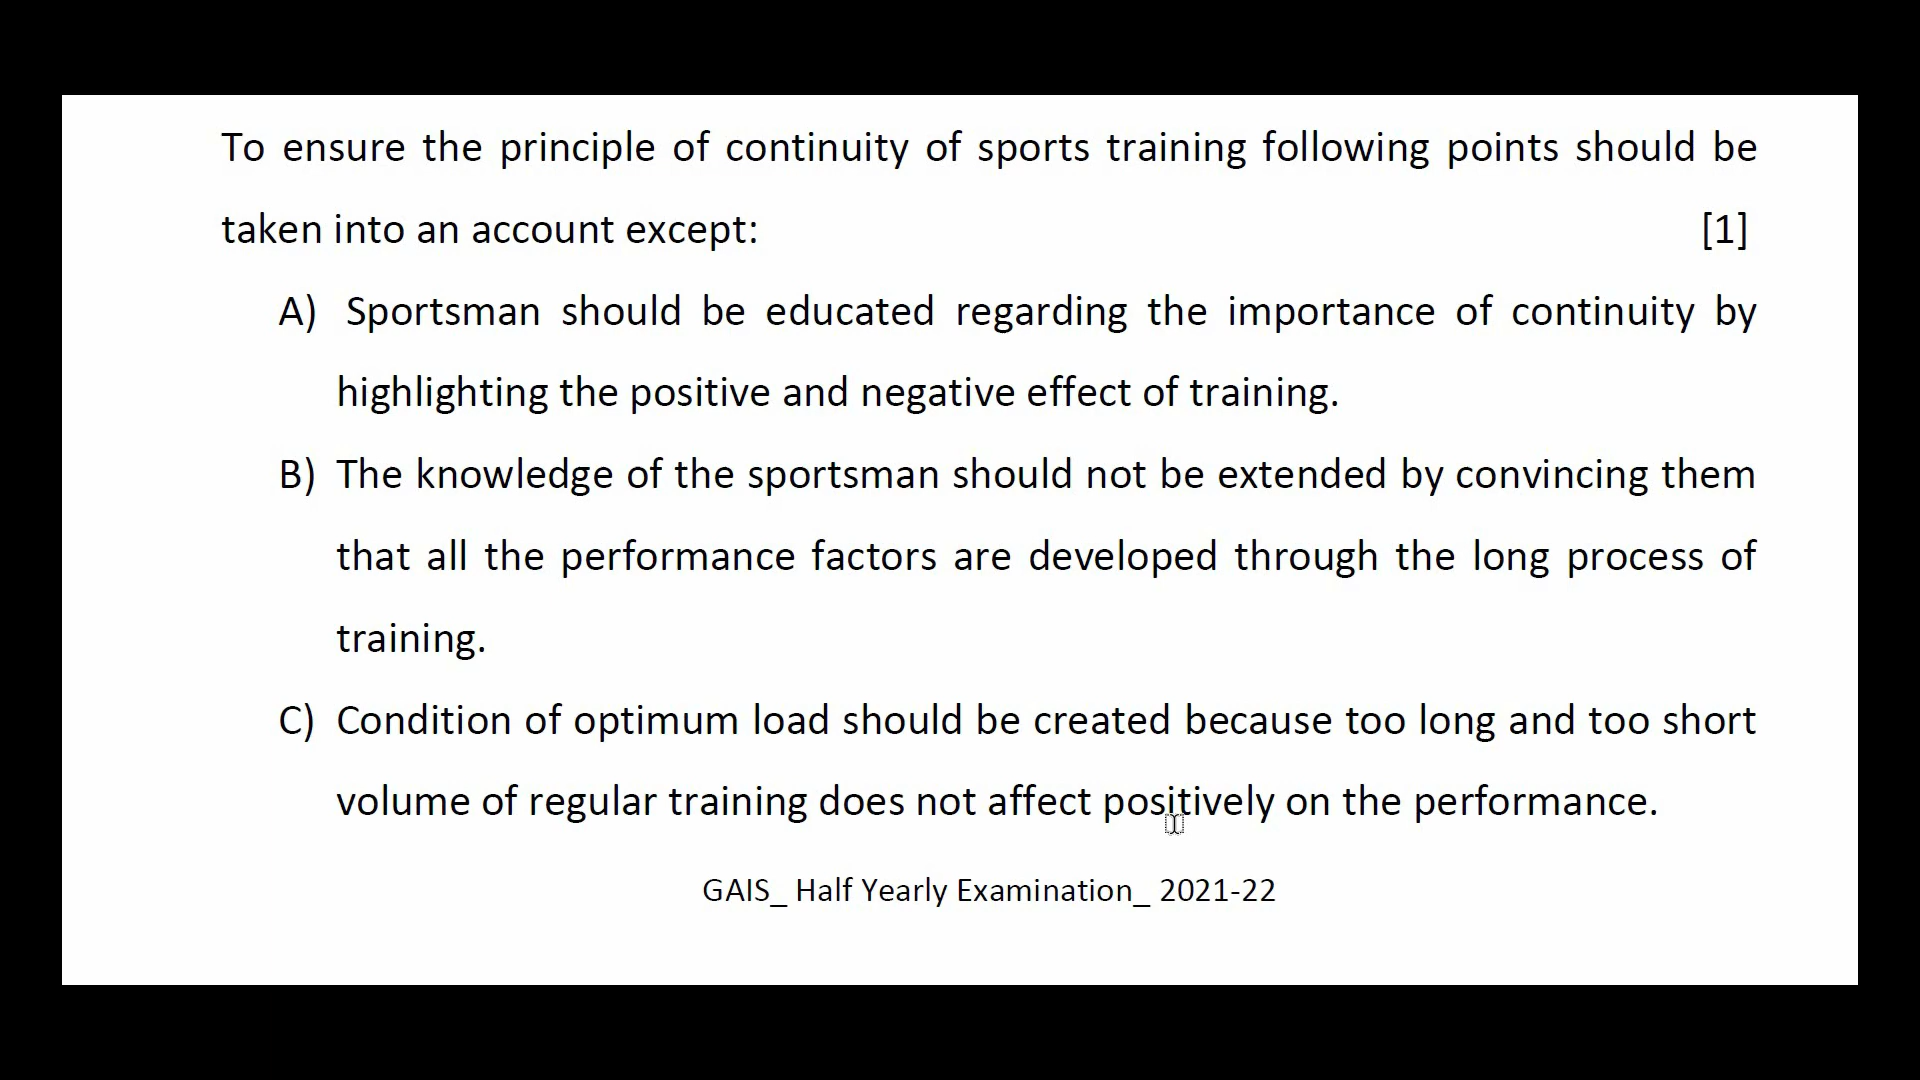 To ensure the principle of continuity of sports training following points should be
taken into an account except: [1]
A) Sportsman should be educated regarding the importance of continuity by
highlighting the positive and negative effect of training.
B) The knowledge of the sportsman should not be extended by convincing them
that all the performance factors are developed through the long process of
training.
C) Condition of optimum load should be created because too long and too short
volume of regular training does not affect positively on the performance.
GAIS_ Half Yearly Examination_ 2021-22